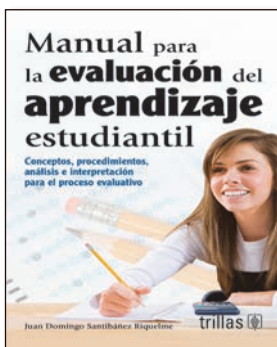 Manual para
la evaluación del
aprendizaje
estudiantil
Conceptos, procedimientos,
análisis e interpretación
para el proceso evaluativo
Juan Domingo Santibáñez Riquelme
trillas